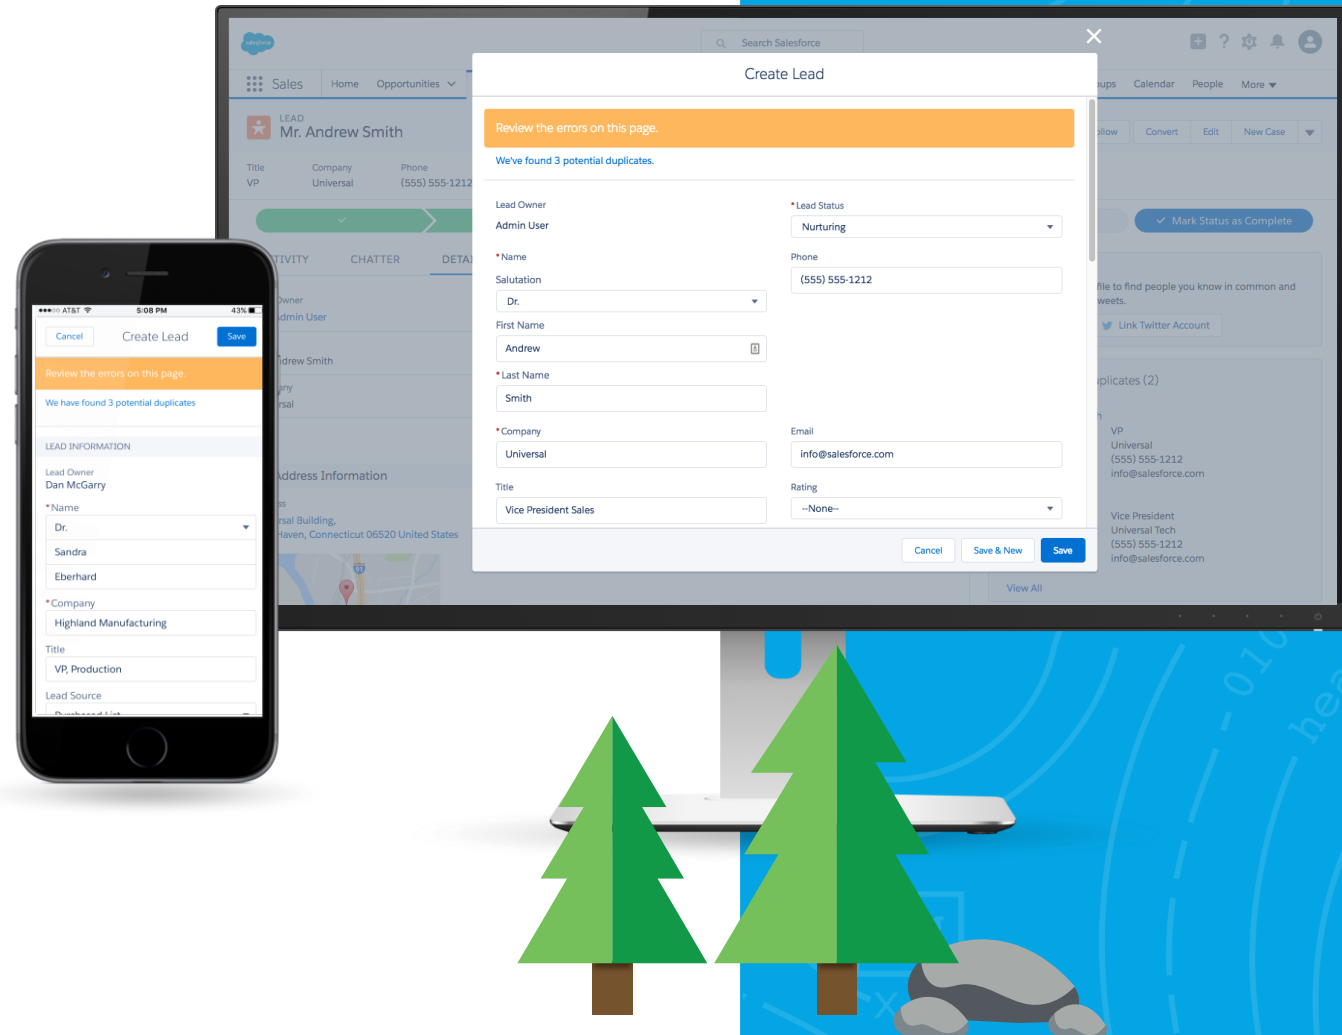 salesforce
Search Salesforce
Sales
Home
Opportunities
Calendar
People
More
LEAD
Mr. Andrew Smith
Convert
Edit
New Case
Title
Company
Phone
VP
Universal
(555) 555-1212
Mark Status as Complete
CHATTER
Admin User
Smith
Address Information
Building,
Haven, Connecticut 06520 United States
91
file to find people you know in common and
Link Twitter Account
(2)
VP
Universal
(555) 555-1212
info@salesforce.com
Vice President
Universal Tech
(555) 555-1212
info@salesforce.com
View All
Create Lead
Review the errors on this page.
We've found 3 potential duplicates.
Lead Owner
Admin User
*Lead Status
Nurturing
*Name
Salutation
Dr.
Phone
(555) 555-1212
First Name
Andrew
*Last Name
Smith
*Company
Universal
Email
info@salesforce.com
Title
Vice President Sales
Rating
--None--
Cancel
Save & New
Save
AT&T
5:08 PM
43%
Cancel
Create Lead
Save
Review the errors on this page.
We have found 3 potential duplicates
LEAD INFORMATION
Lead Owner
Dan McGarry
*Name
Dr.
Sandra
Eberhard
*Company
Highland Manufacturing
Title
VP, Production
Lead Source
Purchased List
010